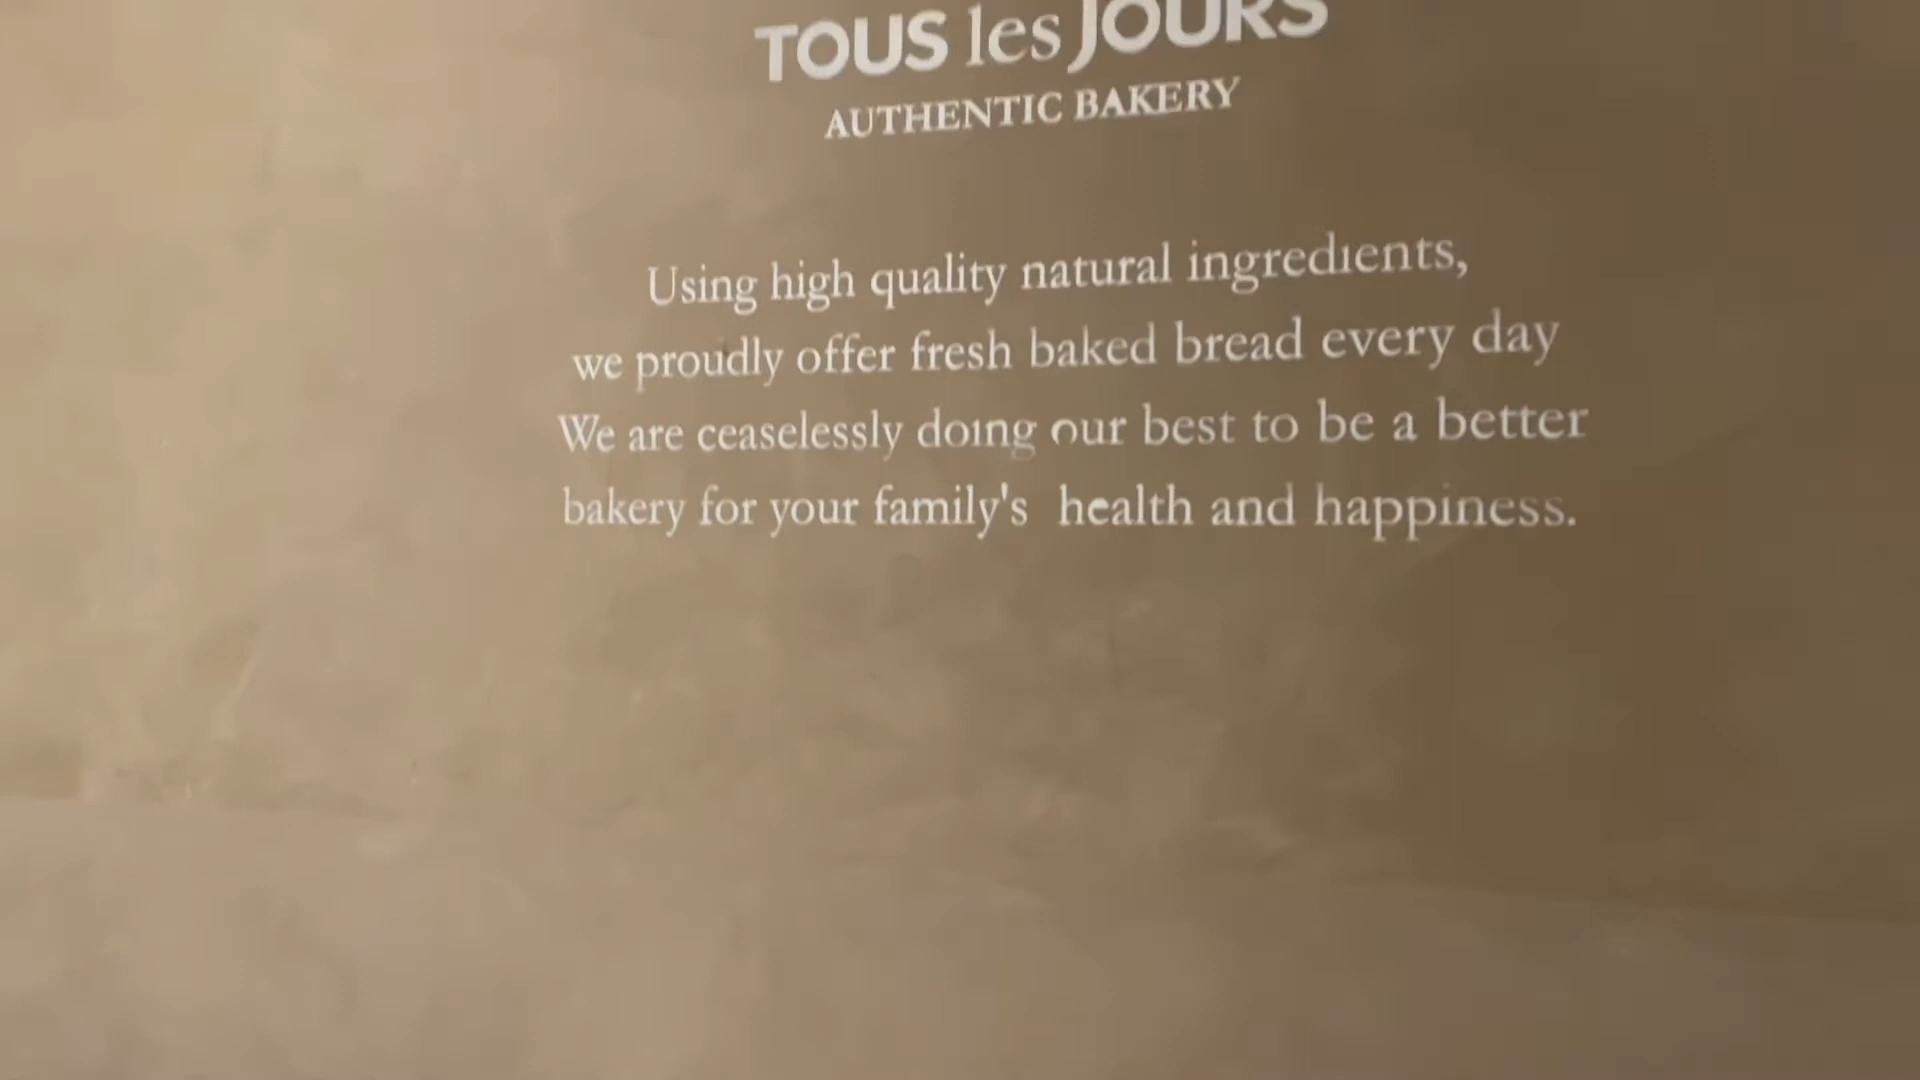 TOUS les JOURS
AUTHENTIC BAKERY
Using high quality natural ingredients,
we proudly offer fresh baked bread every day
We are ceaselessly doing our best to be a better
bakery for your family's health and happiness.